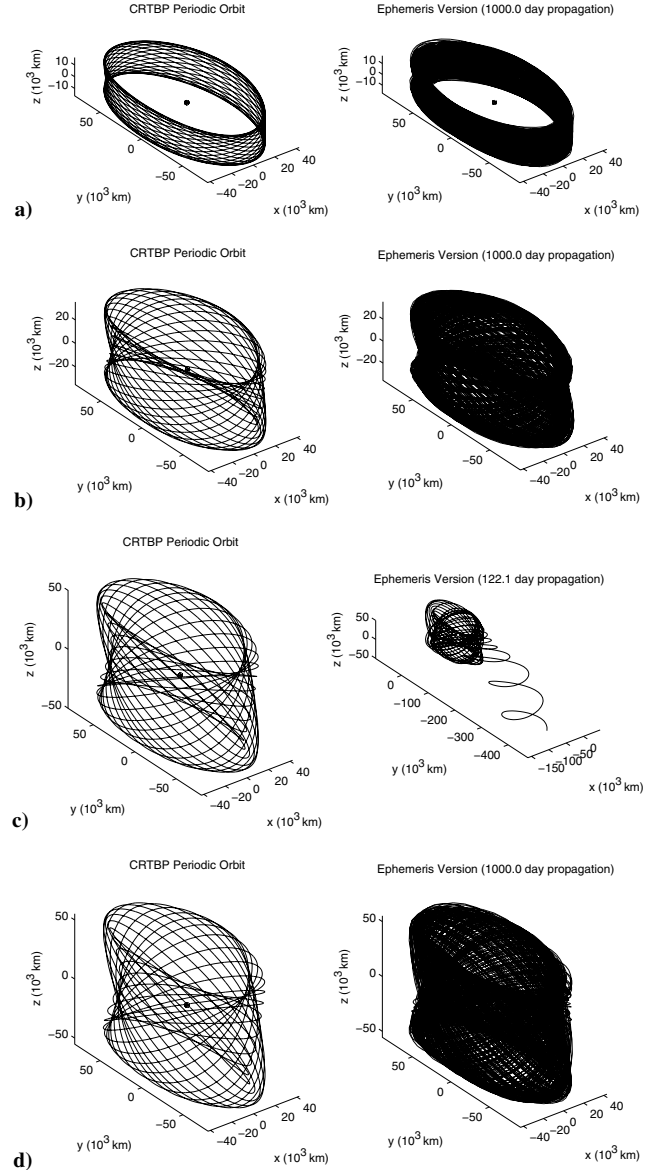 CRTBP Periodic Orbit
Ephemeris Version (1000.0 day propagation)
z (10³ km)
10
0
−10
50
0
−50
y (10³ km)
−40
−20
0
20
40
x (10³ km)
z (10³ km)
10
0
−10
50
0
−50
y (10³ km)
−40
−20
0
20
40
x (10³ km)
a)
CRTBP Periodic Orbit
Ephemeris Version (1000.0 day propagation)
z (10³ km)
20
0
−20
50
0
−50
y (10³ km)
−40
−20
0
20
40
x (10³ km)
z (10³ km)
20
0
−20
50
0
−50
y (10³ km)
−40
−20
0
20
40
x (10³ km)
b)
CRTBP Periodic Orbit
Ephemeris Version (122.1 day propagation)
z (10³ km)
50
0
−50
50
0
−50
y (10³ km)
−40
−20
0
20
40
x (10³ km)
z (10³ km)
50
0
−50
0
−100
−200
−300
−400
y (10³ km)
−150
−100
−50
0
x (10³ km)
c)
CRTBP Periodic Orbit
Ephemeris Version (1000.0 day propagation)
z (10³ km)
50
0
−50
50
0
−50
y (10³ km)
−40
−20
0
20
40
x (10³ km)
z (10³ km)
50
0
−50
50
0
−50
y (10³ km)
−40
−20
0
20
40
x (10³ km)
d)